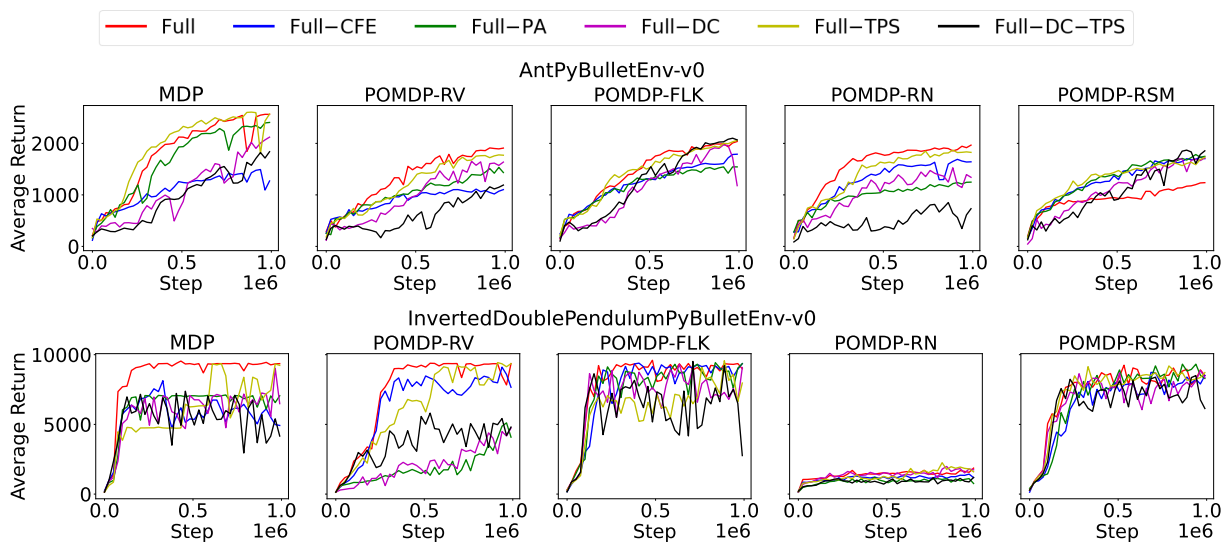 Full Full−CFE Full−PA Full−DC Full−TPS Full−DC−TPS
AntPyBulletEnv-v0
MDP POMDP-RV POMDP-FLK POMDP-RN POMDP-RSM
Average Return
2000
1000
0
0.0 0.5 1.0 0.0 0.5 1.0 0.0 0.5 1.0 0.0 0.5 1.0 0.0 0.5 1.0
Step 1e6 Step 1e6 Step 1e6 Step 1e6 Step 1e6
InvertedDoublePendulumPyBulletEnv-v0
MDP POMDP-RV POMDP-FLK POMDP-RN POMDP-RSM
Average Return
10000
5000
0
0.0 0.5 1.0 0.0 0.5 1.0 0.0 0.5 1.0 0.0 0.5 1.0 0.0 0.5 1.0
Step 1e6 Step 1e6 Step 1e6 Step 1e6 Step 1e6